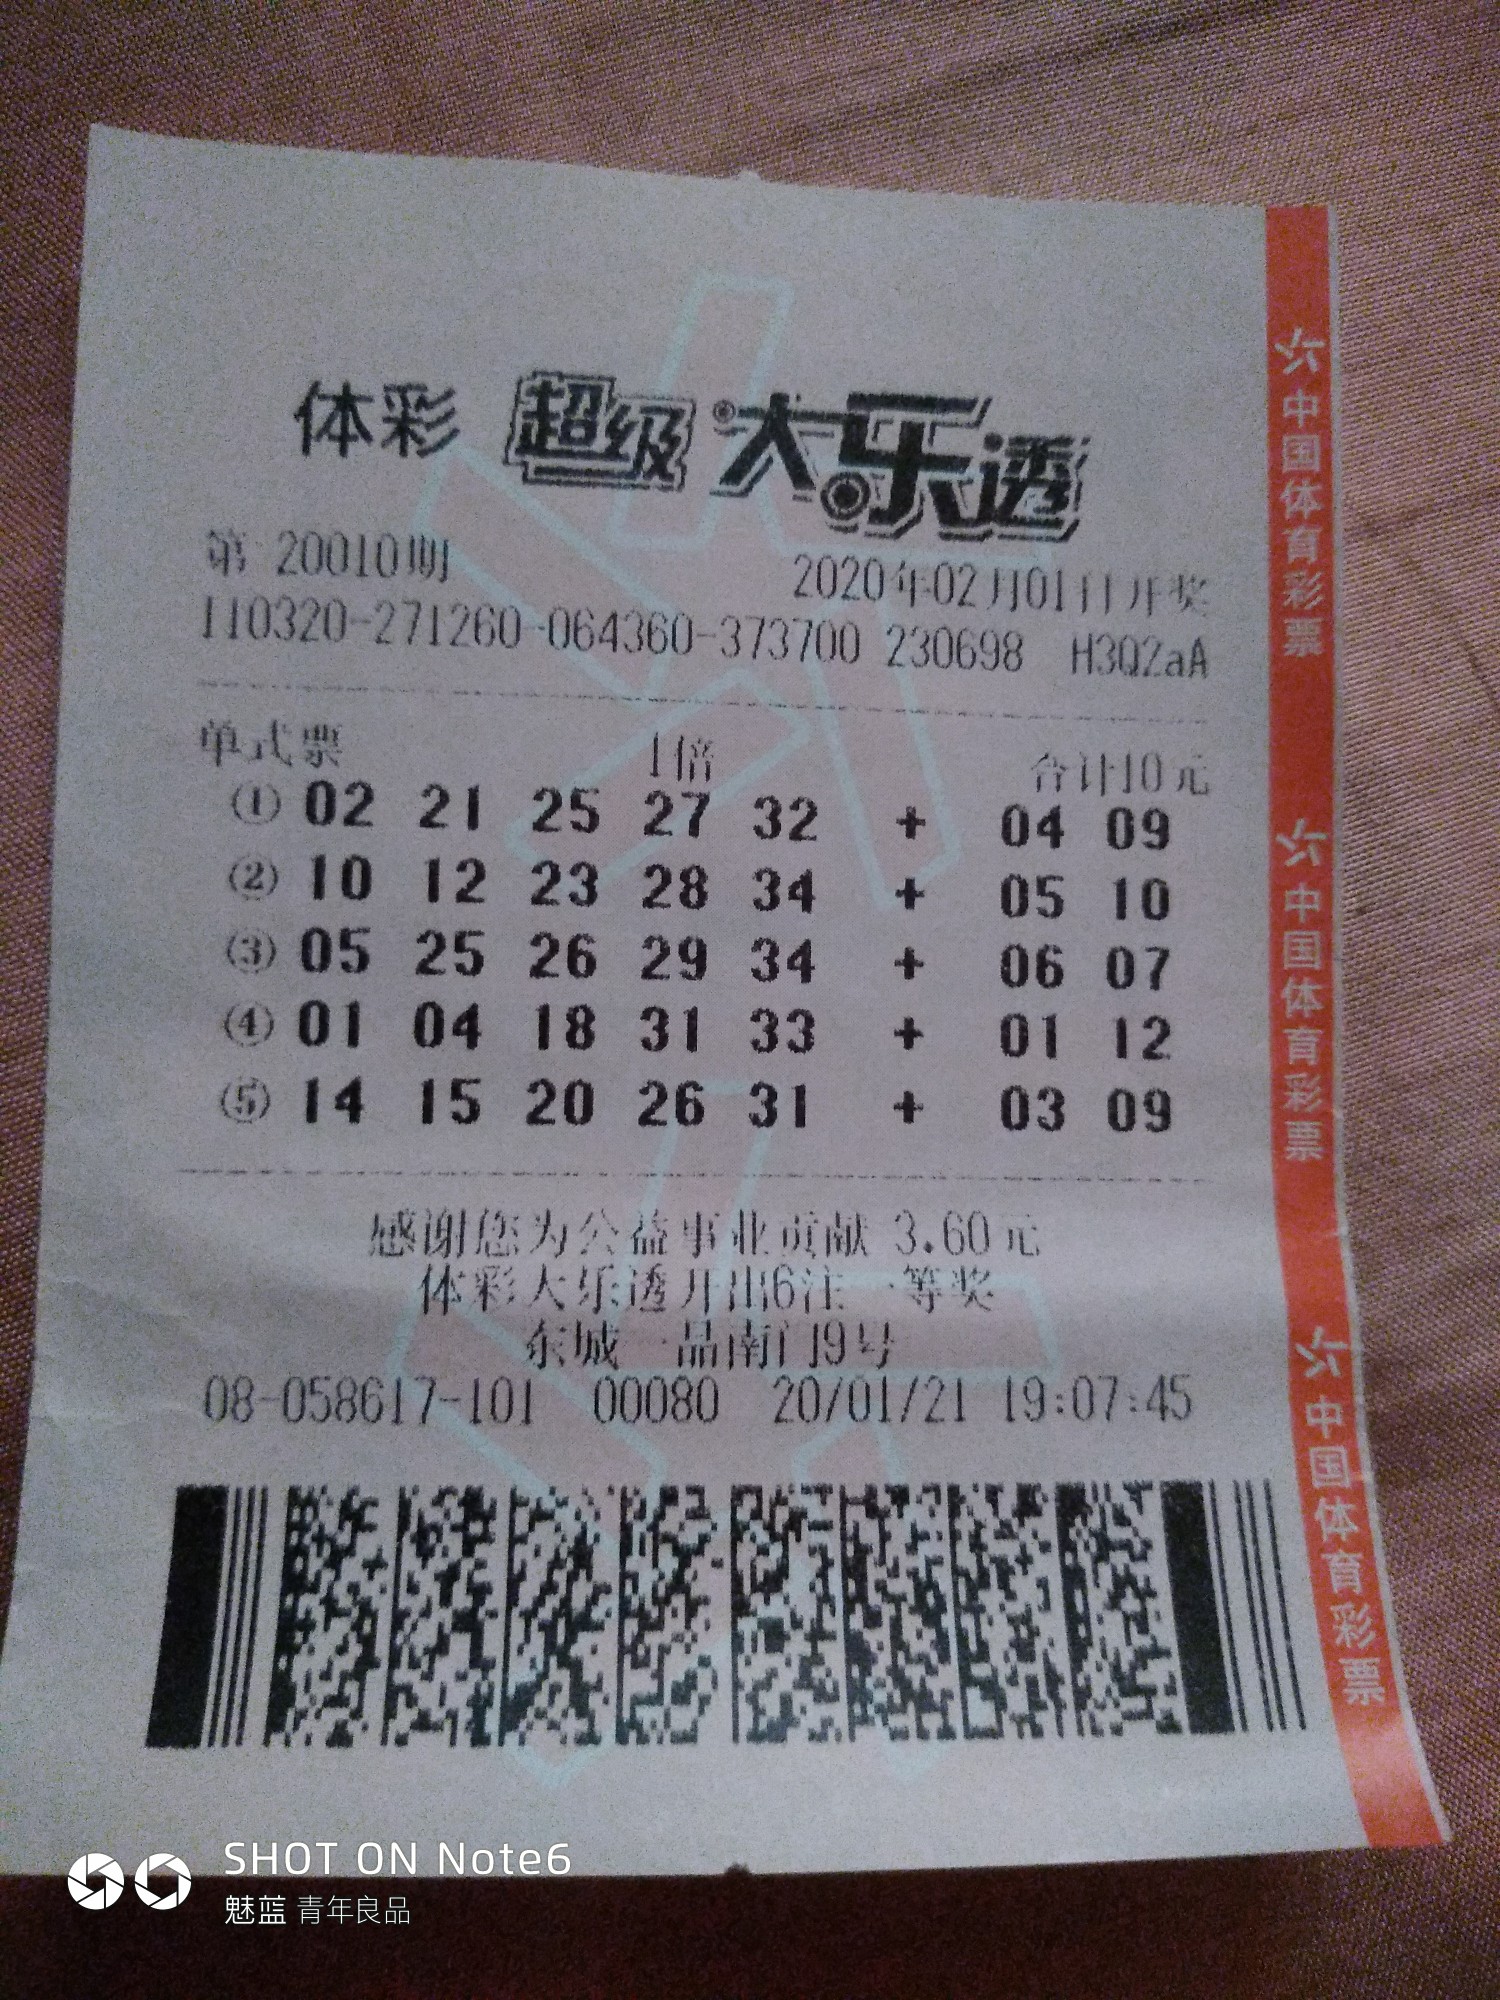 体彩 超级大乐透
第 20010期 2020年02月01日开奖
110320-271260-064360-373700 230698 H3Q2aA
单式票 1倍 合计10元
① 02 21 25 27 32 + 04 09
② 10 12 23 28 34 + 05 10
③ 05 25 26 29 34 + 06 07
④ 01 04 18 31 33 + 01 12
⑤ 14 15 20 26 31 + 03 09
感谢您为公益事业贡献 3.60元
体彩大乐透开出6注一等奖
东城一品南门9号
08-058617-101 00080 20/01/21 19:07:45
中国体育彩票
中国体育彩票
中国体育彩票
SHOT ON Note6
魅蓝 青年良品